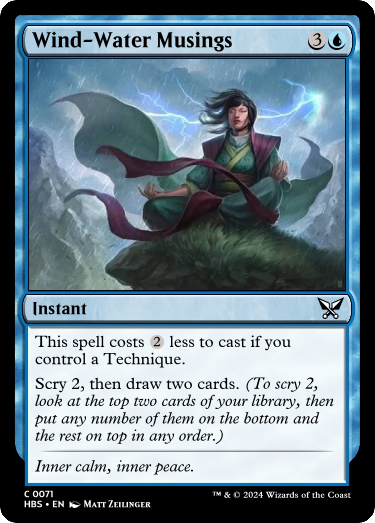 Wind-Water Musings 3
Instant
This spell costs 2 less to cast if you
control a Technique.
Scry 2, then draw two cards. (To scry 2,
look at the top two cards of your library, then
put any number of them on the bottom and
the rest on top in any order.)
Inner calm, inner peace.
C 0071
HBS • EN Matt Zeilinger
™ & © 2024 Wizards of the Coast